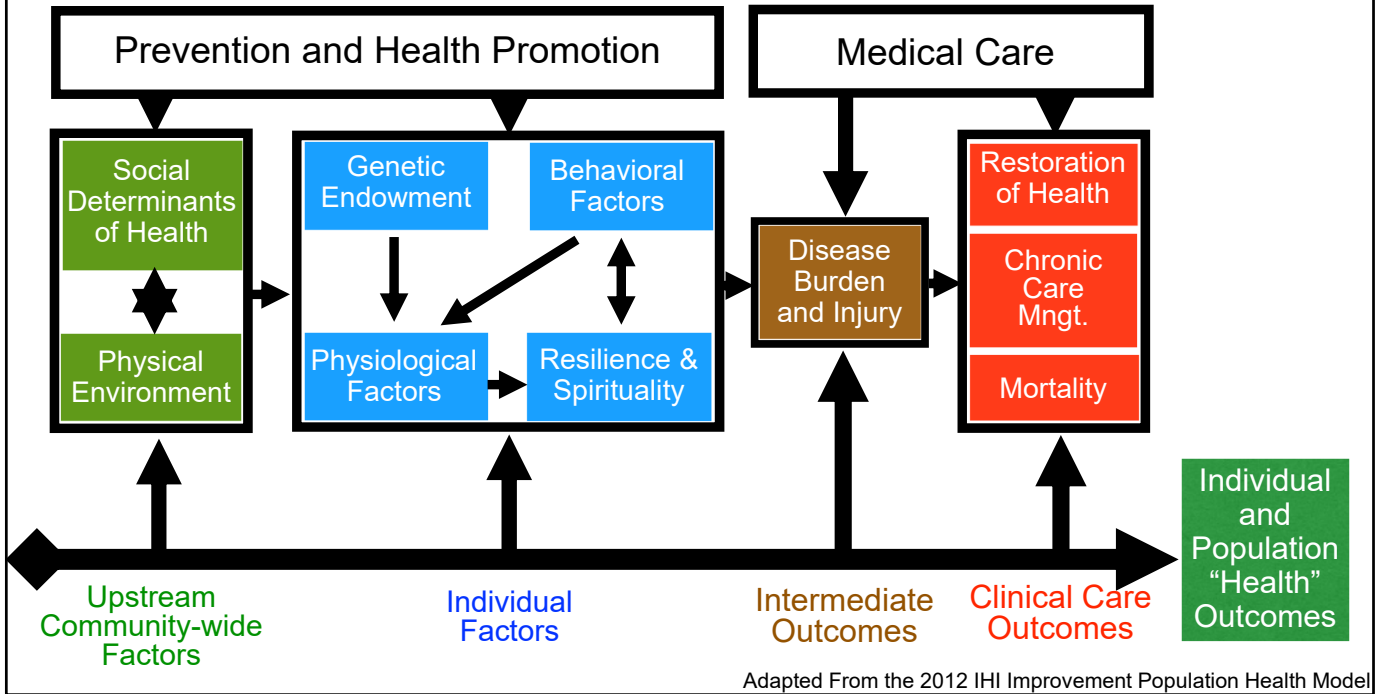 Prevention and Health Promotion
Medical Care
Social
Determinants
of Health
Physical
Environment
Genetic
Endowment
Behavioral
Factors
Physiological
Factors
Resilience &
Spirituality
Disease
Burden
and Injury
Restoration
of Health
Chronic
Care
Mngt.
Mortality
Individual
and
Population
“Health”
Outcomes
Upstream
Community-wide
Factors
Individual
Factors
Intermediate
Outcomes
Clinical Care
Outcomes
Adapted From the 2012 IHI Improvement Population Health Model